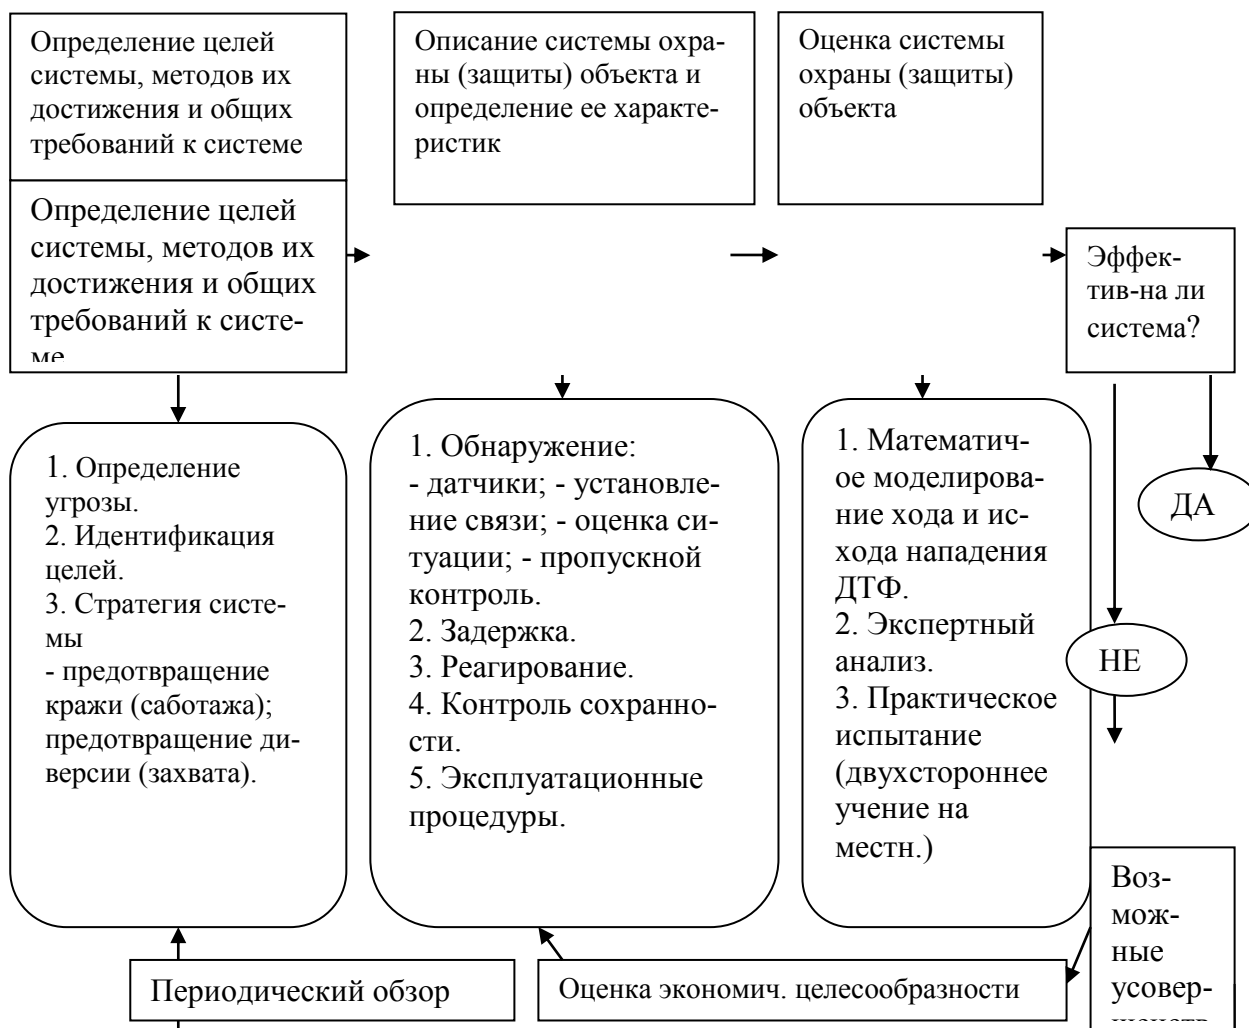 Определение целей
системы, методов их
достижения и общих
требований к системе
Описание системы охра-
ны (защиты) объекта и
определение ее характе-
ристик
Оценка системы
охраны (защиты)
объекта
Определение целей
системы, методов их
достижения и общих
требований к систе-
ме
Эффек-
тив-на ли
система?
1. Определение
угрозы.
2. Идентификация
целей.
3. Стратегия систе-
мы
- предотвращение
кражи (саботажа);
предотвращение ди-
версии (захвата).
1. Обнаружение:
- датчики; - установле-
ние связи; - оценка си-
туации; - пропускной
контроль.
2. Задержка.
3. Реагирование.
4. Контроль сохранно-
сти.
5. Эксплуатационные
процедуры.
1. Математич-
ое моделирова-
ние хода и ис-
хода нападения
ДТФ.
2. Экспертный
анализ.
3. Практическое
испытание
(двухстороннее
учение на
местн.)
ДА
НЕ
Воз-
мож-
ные
усовер-
Периодический обзор
Оценка экономич. целесообразности